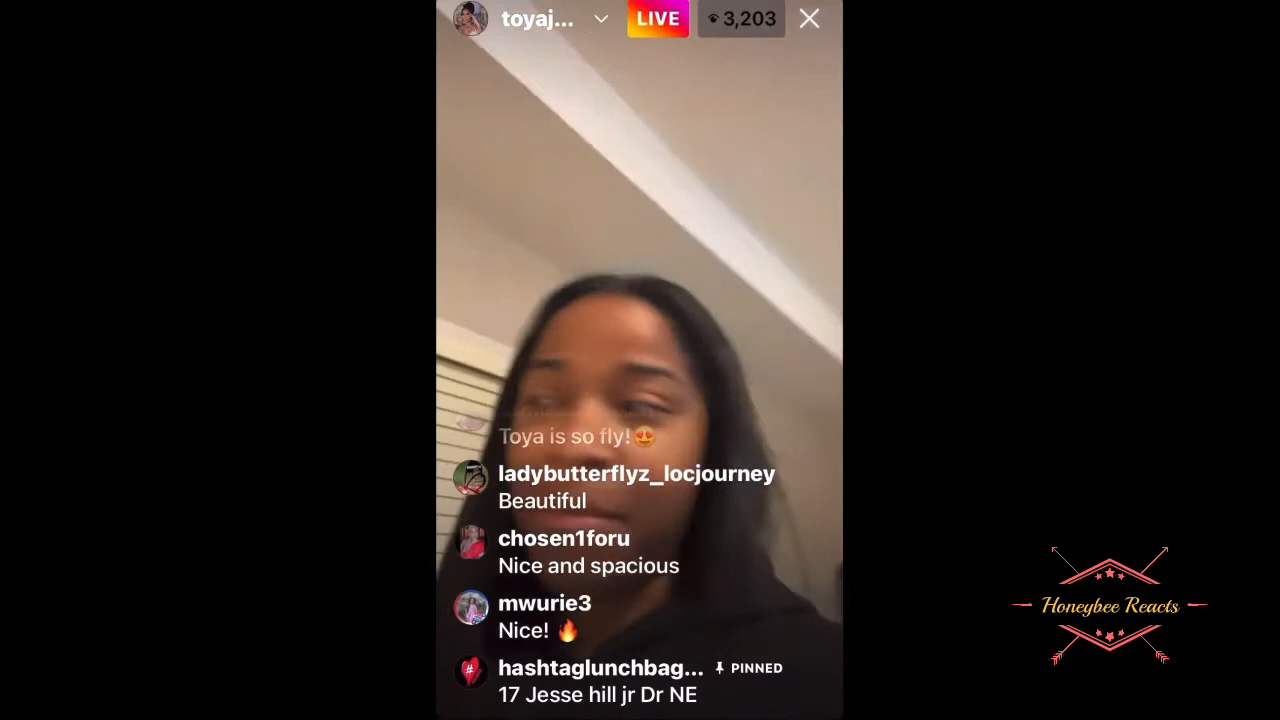 toyaj...
LIVE
3,203
Toya is so fly!😍
ladybutterflyz_locjourney
Beautiful
chosen1foru
Nice and spacious
mwurie3
Nice! 🔥
hashtaglunchbag... PINNED
17 Jesse hill jr Dr NE
Honeybee Reacts